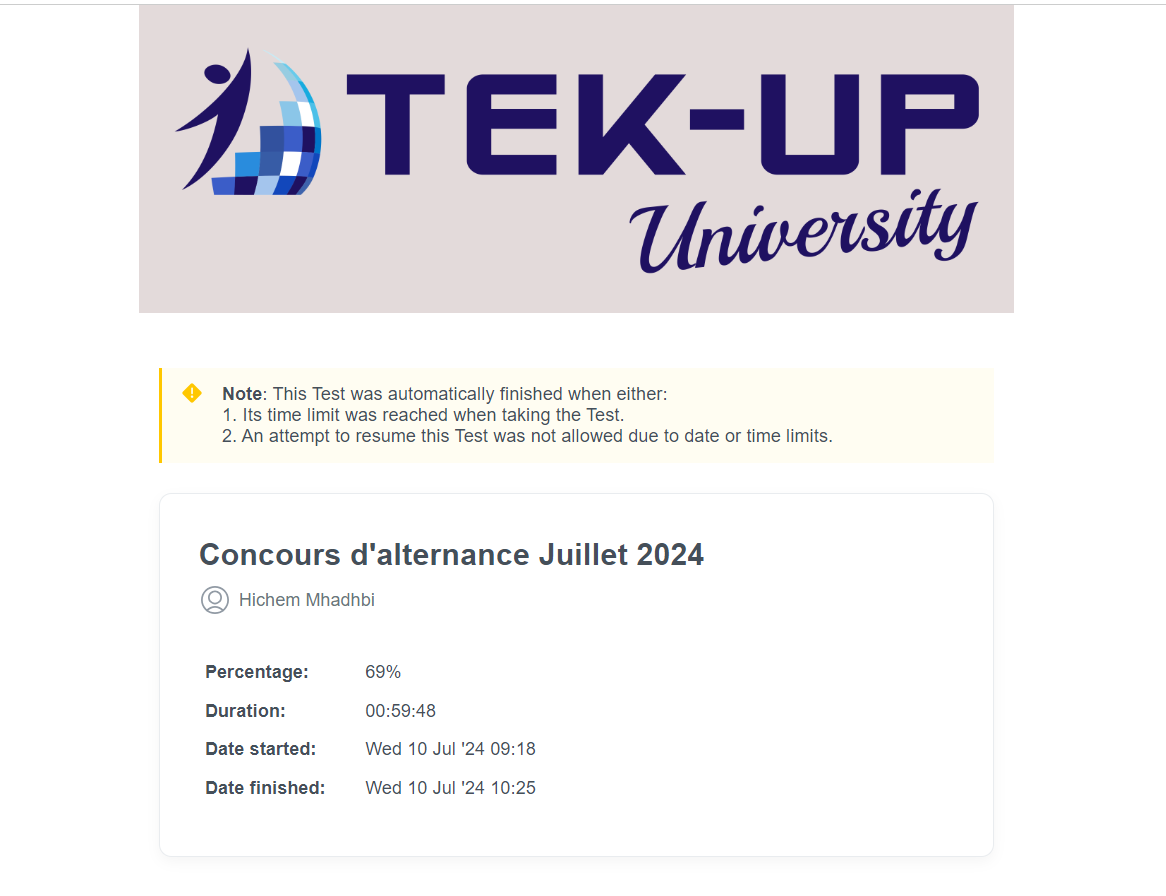 TEK-UP
University
Note: This Test was automatically finished when either:
1. Its time limit was reached when taking the Test.
2. An attempt to resume this Test was not allowed due to date or time limits.
Concours d'alternance Juillet 2024
Hichem Mhadhbi
Percentage: 69%
Duration: 00:59:48
Date started: Wed 10 Jul '24 09:18
Date finished: Wed 10 Jul '24 10:25